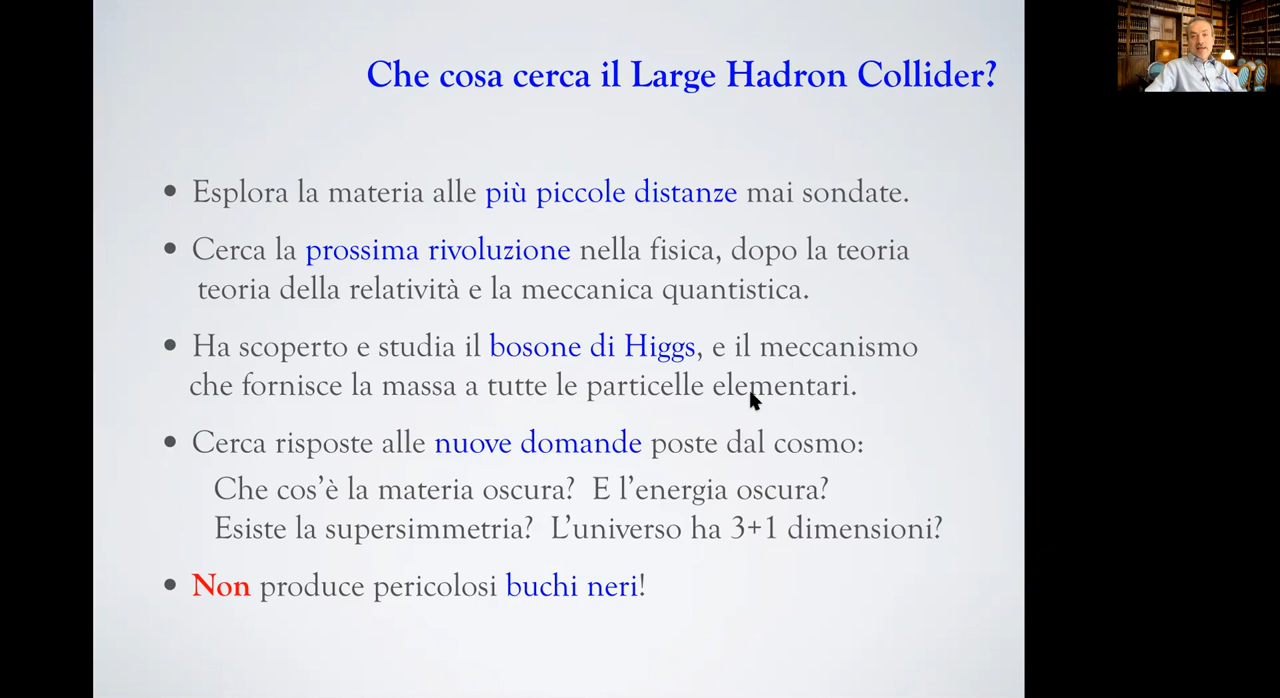 Che cosa cerca il Large Hadron Collider?
• Esplora la materia alle più piccole distanze mai sondate.
• Cerca la prossima rivoluzione nella fisica, dopo la teoria
teoria della relatività e la meccanica quantistica.
• Ha scoperto e studia il bosone di Higgs, e il meccanismo
che fornisce la massa a tutte le particelle elementari.
• Cerca risposte alle nuove domande poste dal cosmo:
Che cos'è la materia oscura? E l'energia oscura?
Esiste la supersimmetria? L'universo ha 3+1 dimensioni?
• Non produce pericolosi buchi neri!